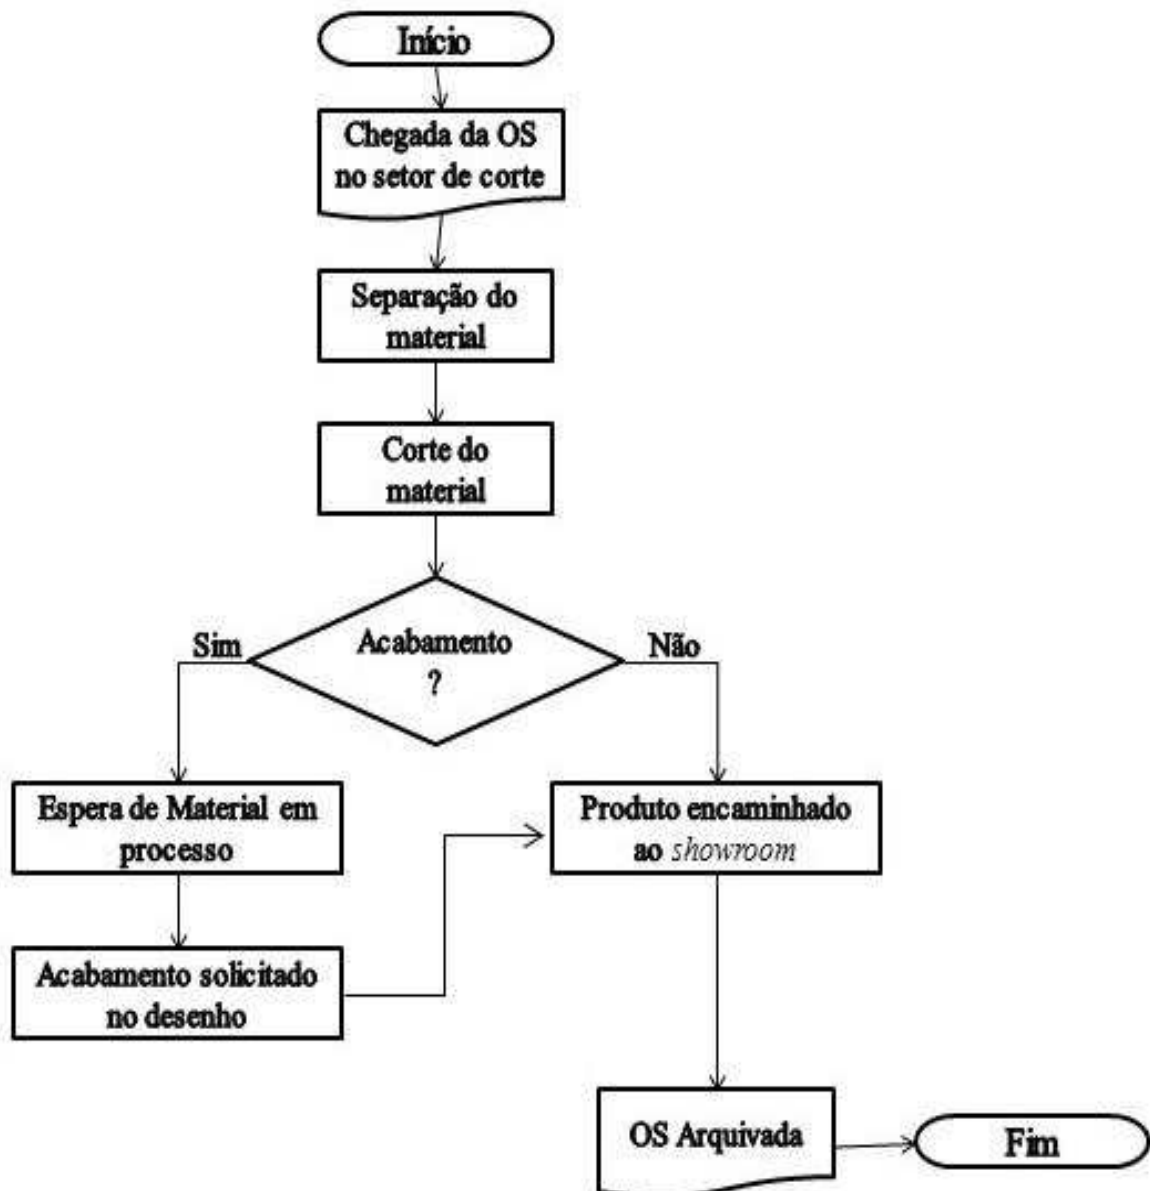 Início
Chegada da OS
no setor de corte
Separação do
material
Corte do
material
Acabamento
?
Sim
Não
Espera de Material em
processo
Produto encaminhado
ao showroom
Acabamento solicitado
no desenho
OS Arquivada
Fim